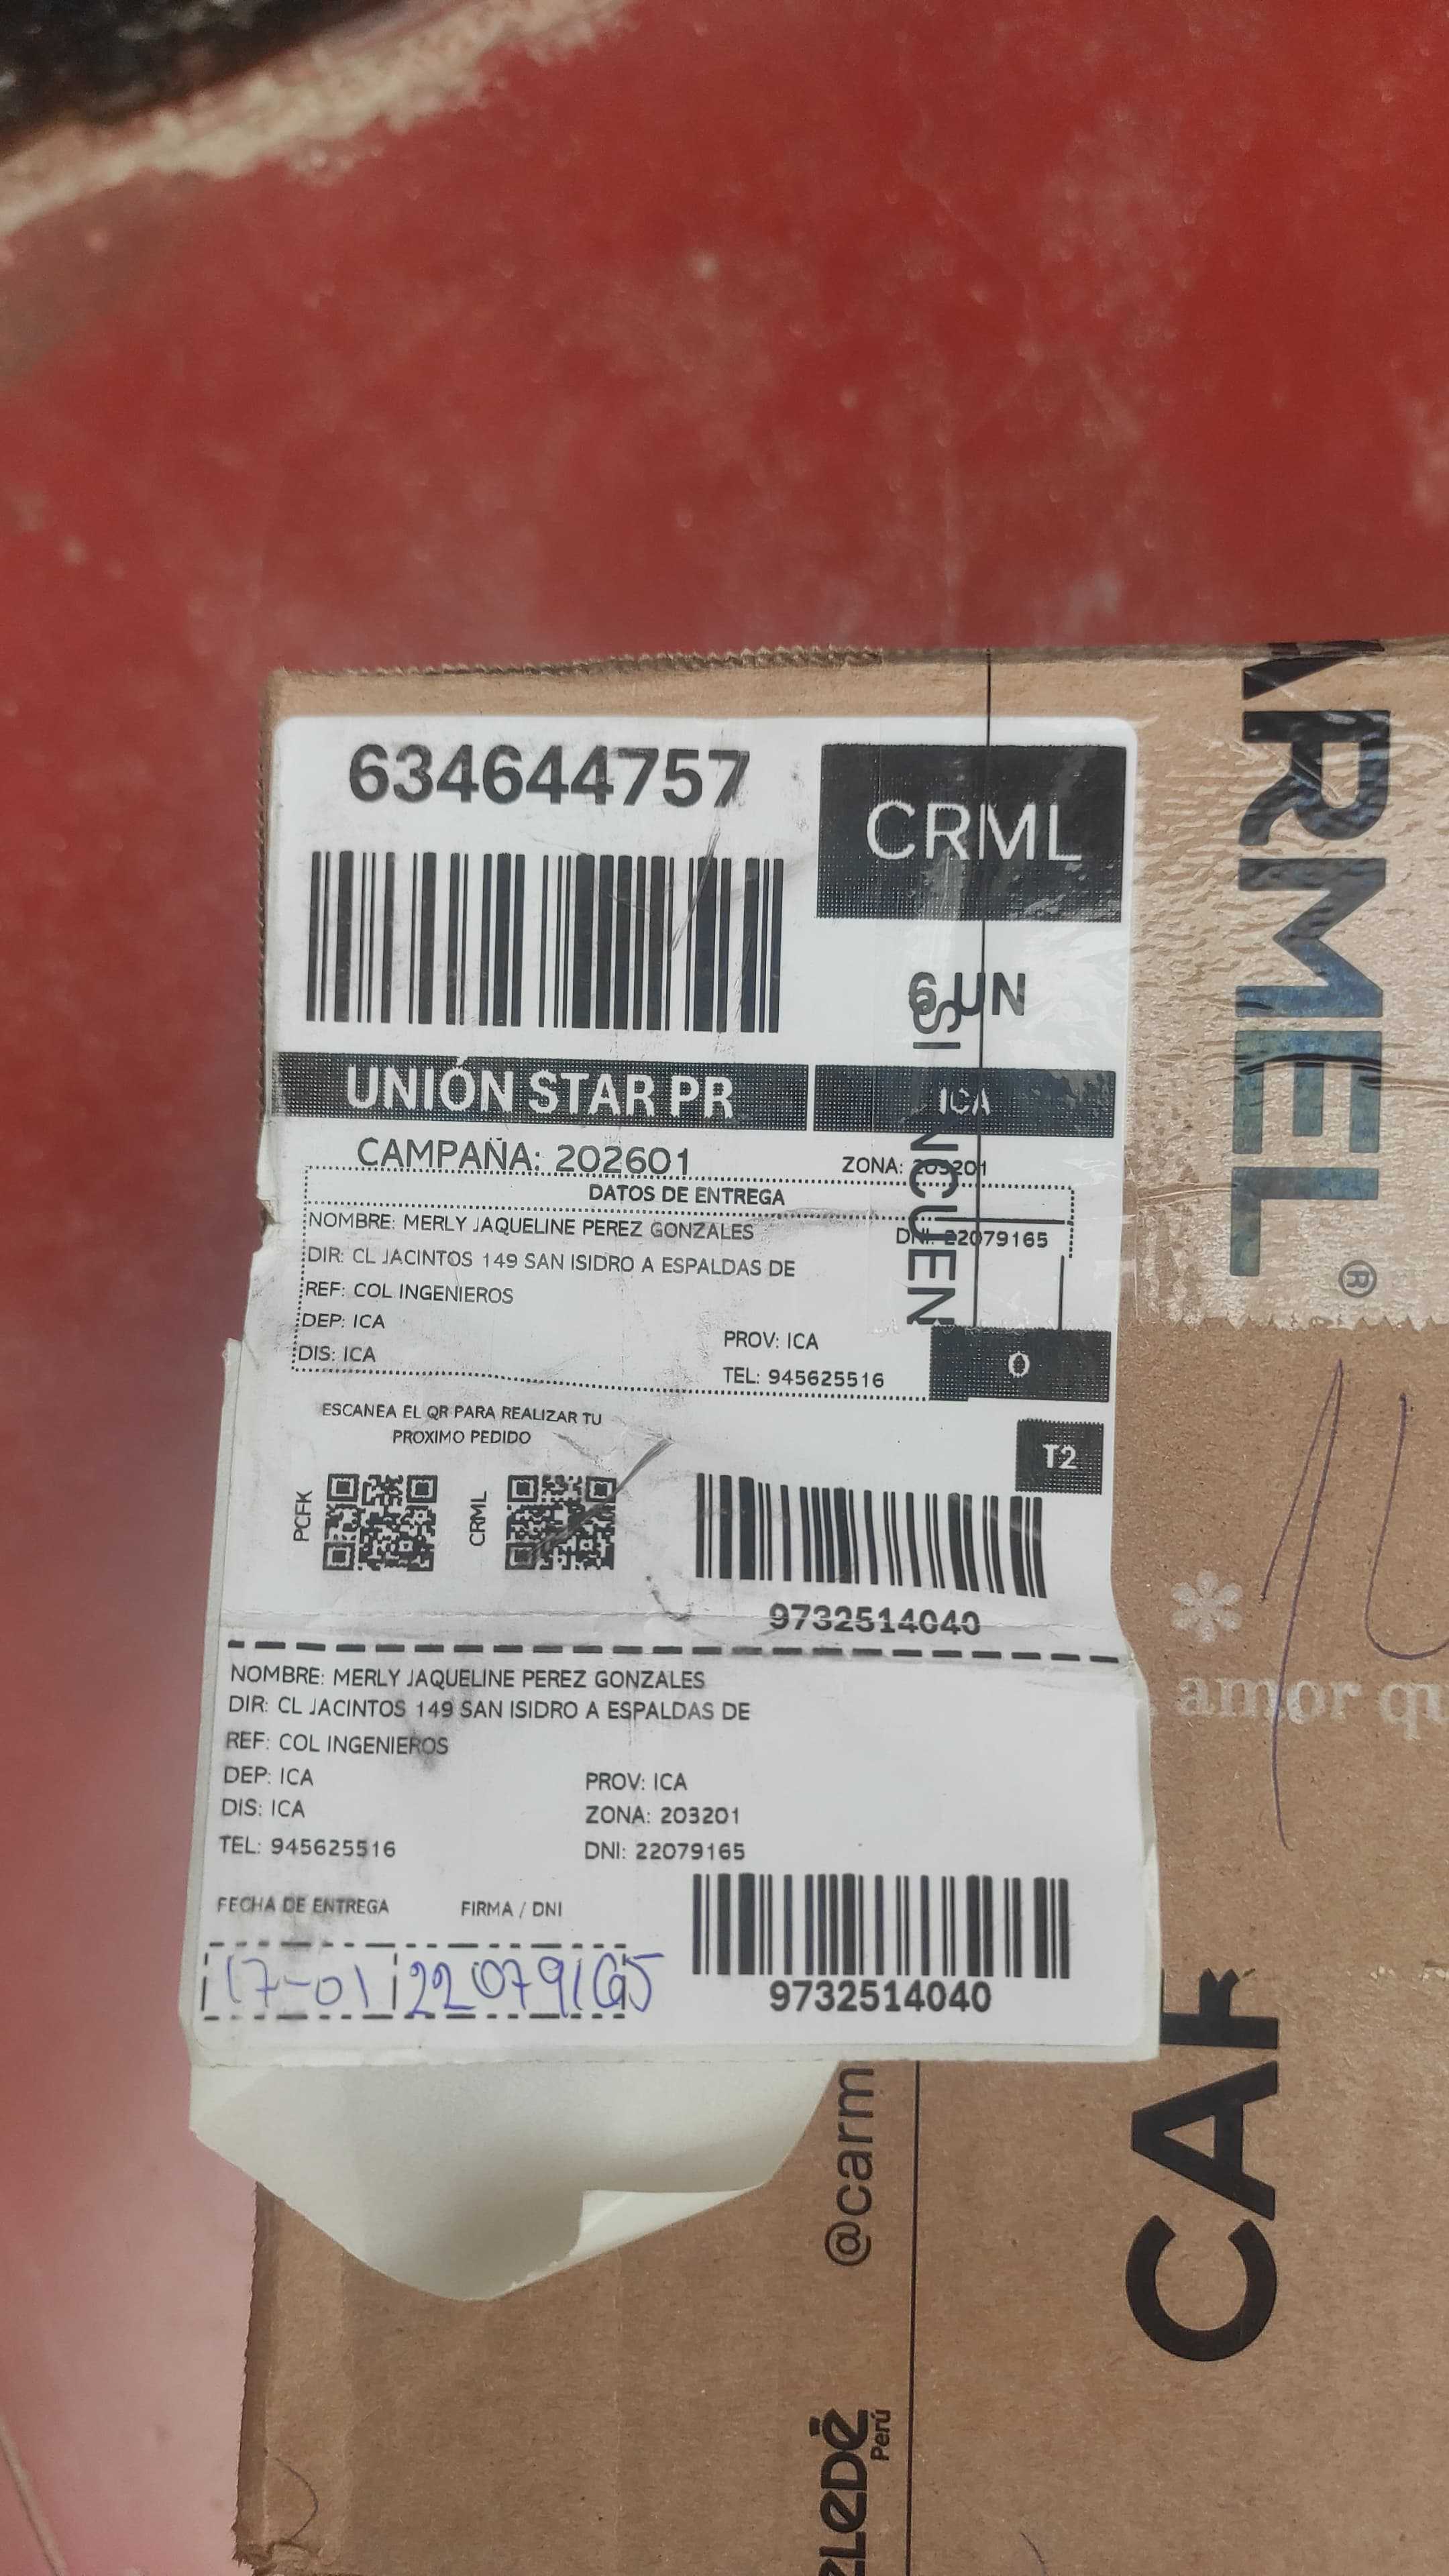 634644757
CRML
6 UN
UNIÓN STAR PR
ICA
CAMPAÑA: 202601
ZONA: 203201
DATOS DE ENTREGA
NOMBRE: MERLY JAQUELINE PEREZ GONZALES
DNI: 22079165
DIR: CL JACINTOS 149 SAN ISIDRO A ESPALDAS DE
REF: COL INGENIEROS
DEP: ICA
PROV: ICA
DIS: ICA
TEL: 945625516
O
SI ENCUEN
ESCANEA EL QR PARA REALIZAR TU
PROXIMO PEDIDO
T2
PCFK
CRML
9732514040
NOMBRE: MERLY JAQUELINE PEREZ GONZALES
DIR: CL JACINTOS 149 SAN ISIDRO A ESPALDAS DE
REF: COL INGENIEROS
DEP: ICA
PROV: ICA
DIS: ICA
ZONA: 203201
TEL: 945625516
DNI: 22079165
FECHA DE ENTREGA
FIRMA / DNI
17-01
22079165
9732514040
ARMEL®
amor qu
CAR
@carm
Perú